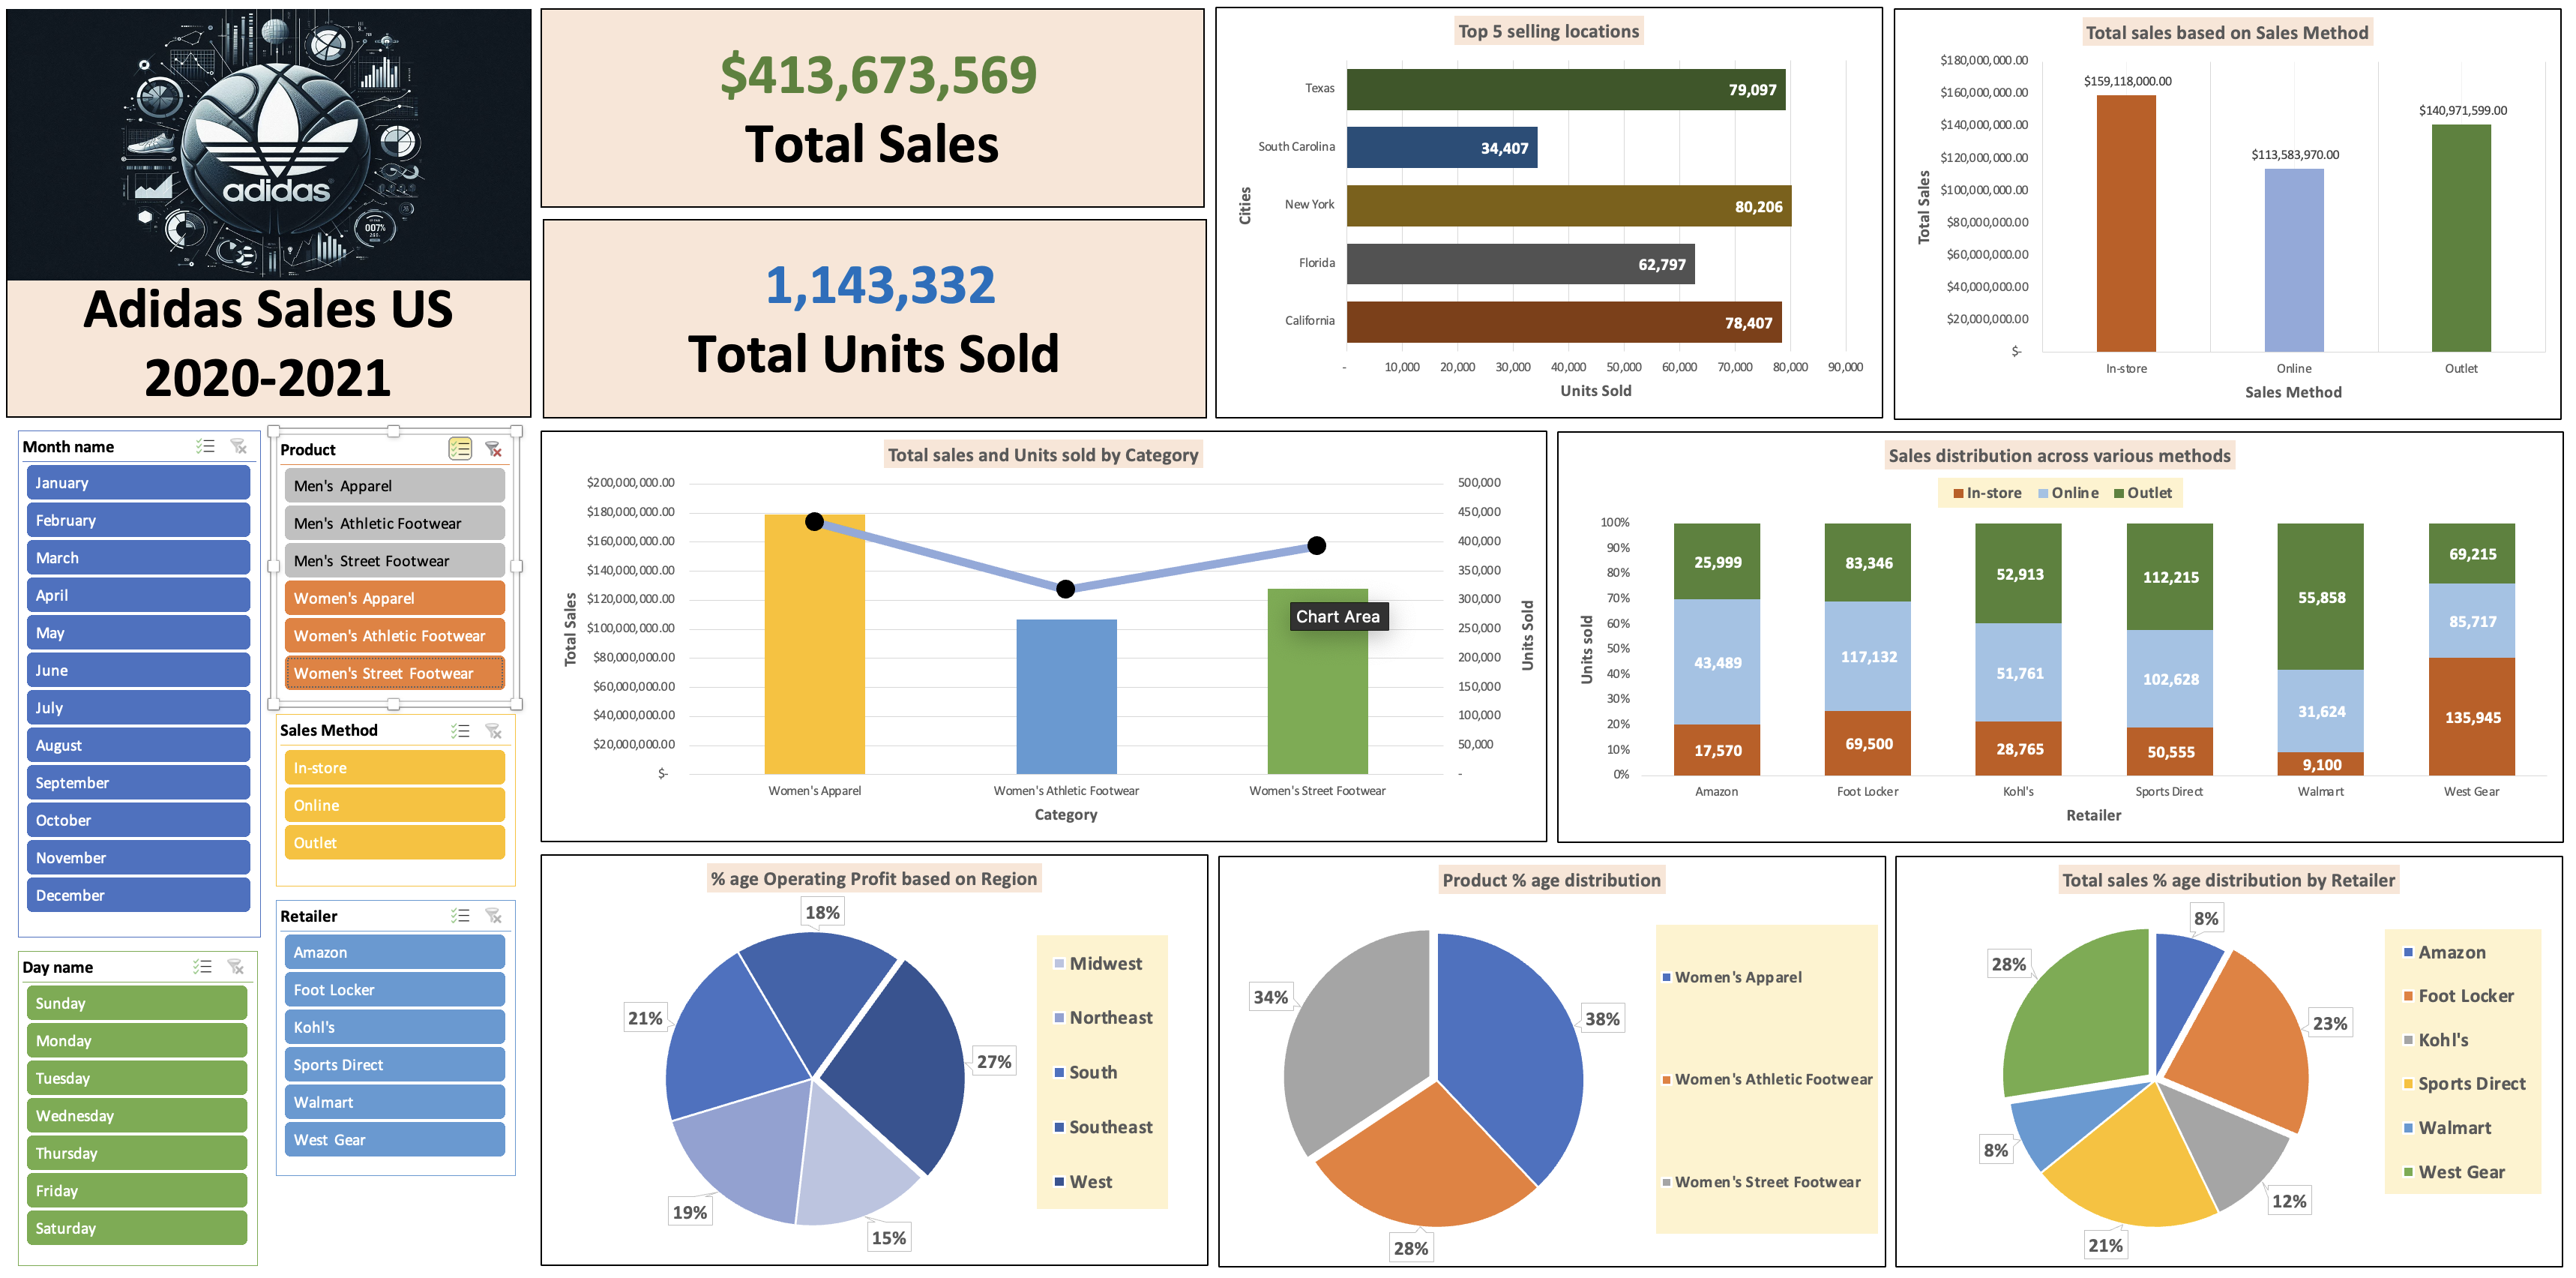 adidas
007%
Adidas Sales US
2020-2021
$413,673,569
Total Sales
1,143,332
Total Units Sold
Top 5 selling locations
Cities
Texas
79,097
South Carolina
34,407
New York
80,206
Florida
62,797
California
78,407
- 10,000 20,000 30,000 40,000 50,000 60,000 70,000 80,000 90,000
Units Sold
Total sales based on Sales Method
Total Sales
$180,000,000.00
$160,000,000.00
$140,000,000.00
$120,000,000.00
$100,000,000.00
$80,000,000.00
$60,000,000.00
$40,000,000.00
$20,000,000.00
$-
$159,118,000.00
$113,583,970.00
$140,971,599.00
In-store Online Outlet
Sales Method
Month name
January
February
March
April
May
June
July
August
September
October
November
December
Product
Men's Apparel
Men's Athletic Footwear
Men's Street Footwear
Women's Apparel
Women's Athletic Footwear
Women's Street Footwear
Sales Method
In-store
Online
Outlet
Retailer
Amazon
Foot Locker
Kohl's
Sports Direct
Walmart
West Gear
Day name
Sunday
Monday
Tuesday
Wednesday
Thursday
Friday
Saturday
Total sales and Units sold by Category
Total Sales
$200,000,000.00
$180,000,000.00
$160,000,000.00
$140,000,000.00
$120,000,000.00
$100,000,000.00
$80,000,000.00
$60,000,000.00
$40,000,000.00
$20,000,000.00
$-
500,000
450,000
400,000
350,000
300,000
250,000
200,000
150,000
100,000
50,000
-
Units Sold
Chart Area
Women's Apparel Women's Athletic Footwear Women's Street Footwear
Category
Sales distribution across various methods
In-store Online Outlet
Units sold
100%
90%
80%
70%
60%
50%
40%
30%
20%
10%
0%
25,999 83,346 52,913 112,215 55,858 69,215
43,489 117,132 51,761 102,628 31,624 85,717
17,570 69,500 28,765 50,555 9,100 135,945
Amazon Foot Locker Kohl's Sports Direct Walmart West Gear
Retailer
% age Operating Profit based on Region
18%
21%
27%
19%
15%
Midwest
Northeast
South
Southeast
West
Product % age distribution
34%
38%
28%
Women's Apparel
Women's Athletic Footwear
Women's Street Footwear
Total sales % age distribution by Retailer
8%
28%
23%
8%
12%
21%
Amazon
Foot Locker
Kohl's
Sports Direct
Walmart
West Gear